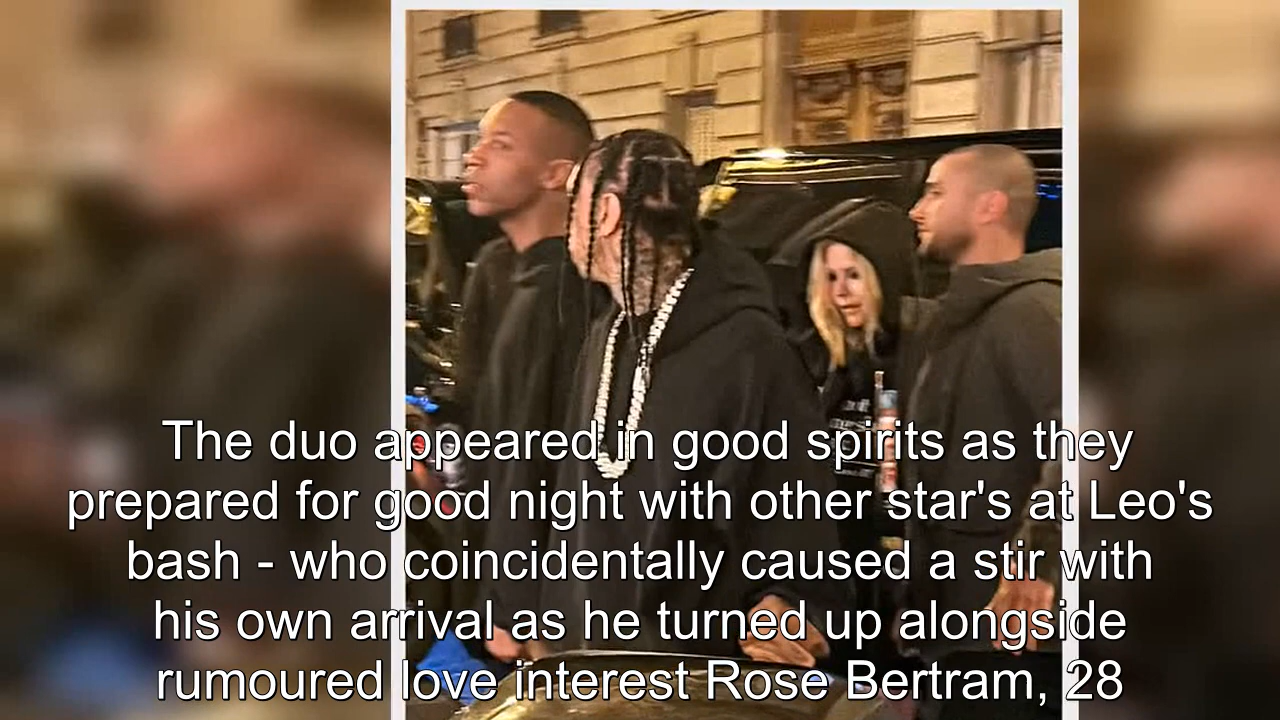 The duo appeared in good spirits as they
prepared for good night with other star's at Leo's
bash - who coincidentally caused a stir with
his own arrival as he turned up alongside
rumoured love interest Rose Bertram, 28